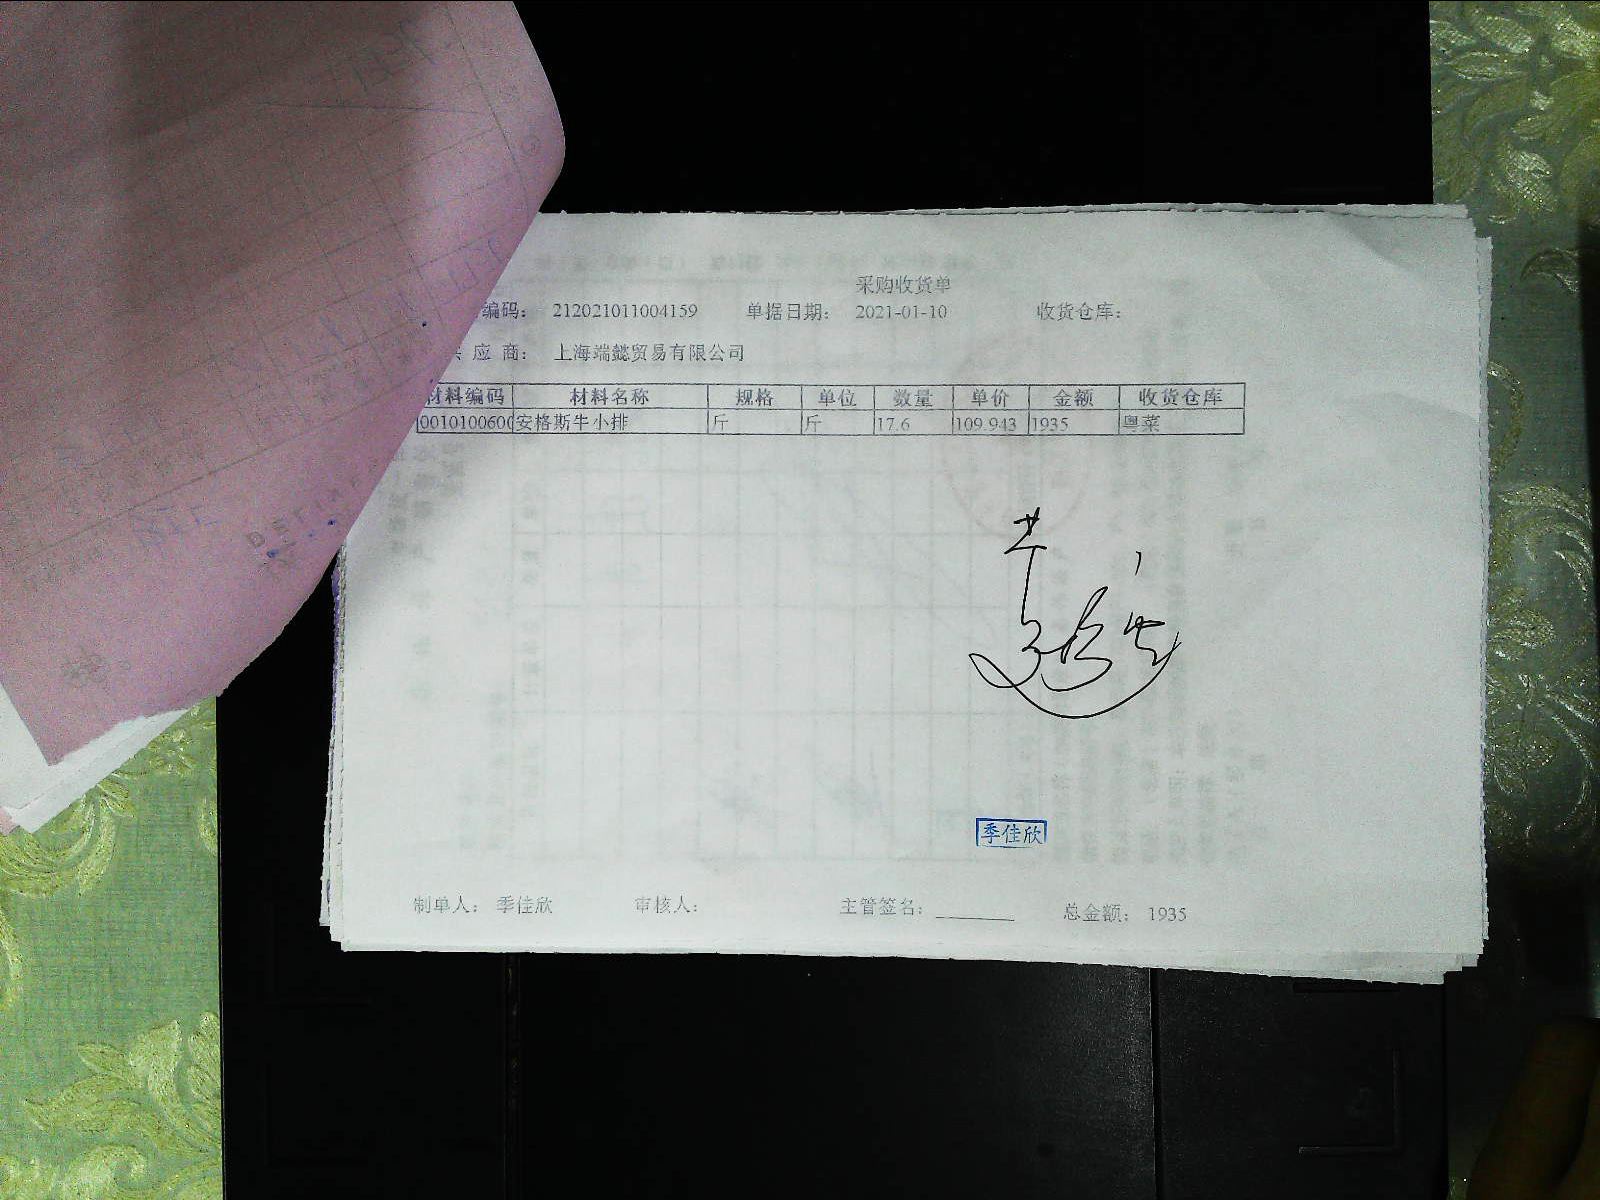 采购收货单
编码： 212021011004159 单据日期： 2021-01-10 收货仓库：
供 应 商： 上海端懿贸易有限公司
材料编码 材料名称 规格 单位 数量 单价 金额 收货仓库
0010100600 安格斯牛小排 斤 斤 17.6 109.943 1935 粤菜
季佳欣
制单人： 季佳欣 审核人： 主管签名： 总金额： 1935